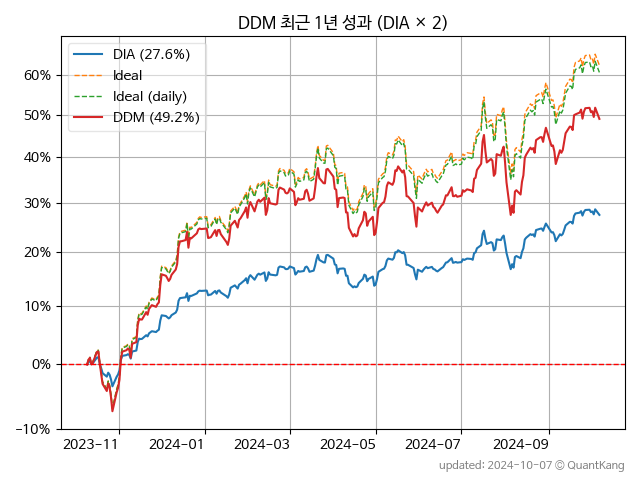 DDM 최근 1년 성과 (DIA × 2)
DIA (27.6%)
Ideal
Ideal (daily)
DDM (49.2%)
60%
50%
40%
30%
20%
10%
0%
−10%
2023-11
2024-01
2024-03
2024-05
2024-07
2024-09
updated: 2024-10-07 © QuantKang